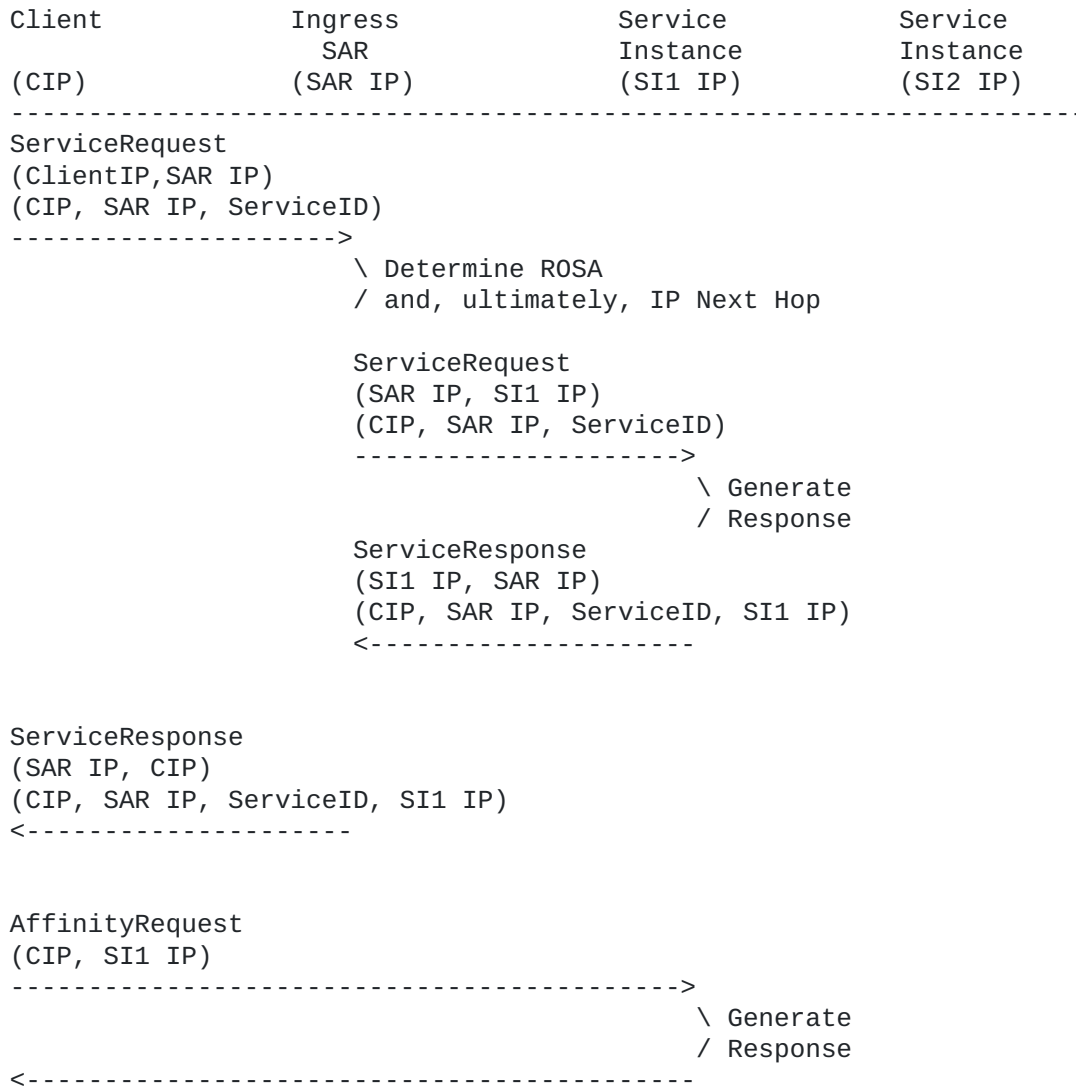 Client            Ingress              Service          Service
                    SAR                Instance         Instance
(CIP)             (SAR IP)             (SI1 IP)         (SI2 IP)
---------------------------------------------------------------------
ServiceRequest
(ClientIP,SAR IP)
(CIP, SAR IP, ServiceID)
--------------------->
                      \ Determine ROSA
                      / and, ultimately, IP Next Hop
                      ServiceRequest
                      (SAR IP, SI1 IP)
                      (CIP, SAR IP, ServiceID)
                      --------------------->
                                            \ Generate
                                            / Response
                      ServiceResponse
                      (SI1 IP, SAR IP)
                      (CIP, SAR IP, ServiceID, SI1 IP)
                      <---------------------
ServiceResponse
(SAR IP, CIP)
(CIP, SAR IP, ServiceID, SI1 IP)
<---------------------
AffinityRequest
(CIP, SI1 IP)
------------------------------------------->
                                            \ Generate
                                            / Response
<-------------------------------------------